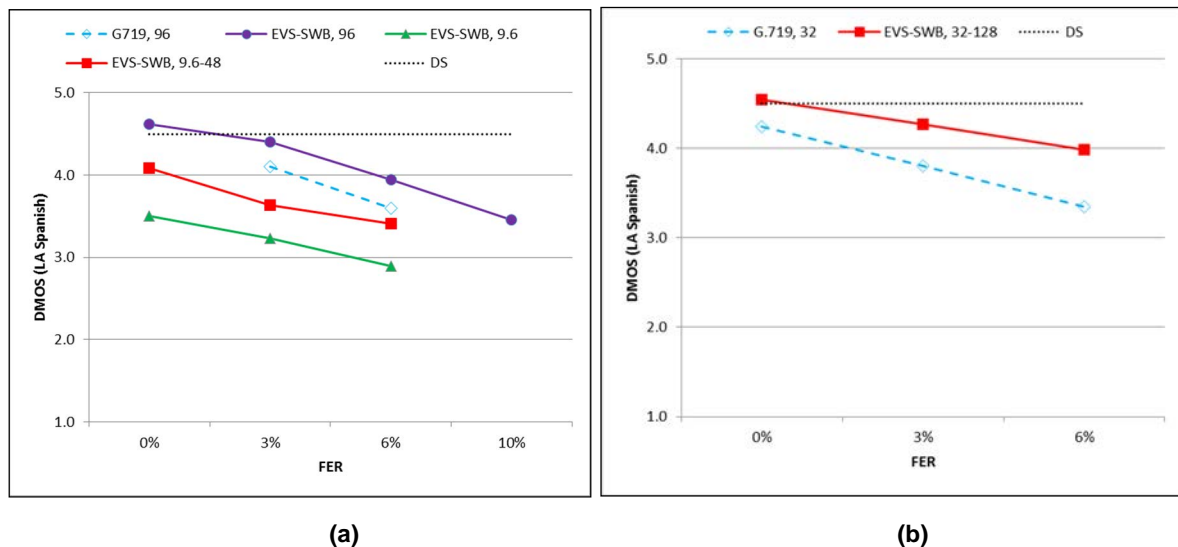 G719, 96 EVS-SWB, 96 EVS-SWB, 9.6
EVS-SWB, 9.6-48 DS
5.0
4.0
3.0
2.0
1.0
DMOS (LA Spanish)
0% 3% 6% 10%
FER
(a)
G.719, 32 EVS-SWB, 32-128 DS
5.0
4.0
3.0
2.0
1.0
DMOS (LA Spanish)
0% 3% 6%
FER
(b)